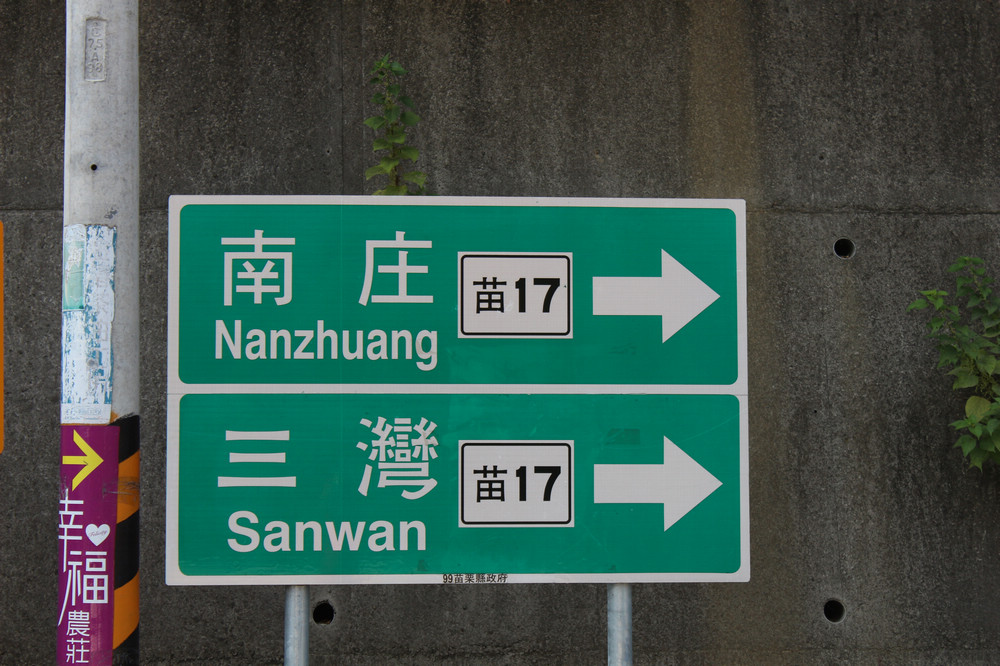 南庄
Nanzhuang
苗17
三灣
Sanwan
苗17
99苗栗縣政府
幸福
農莊